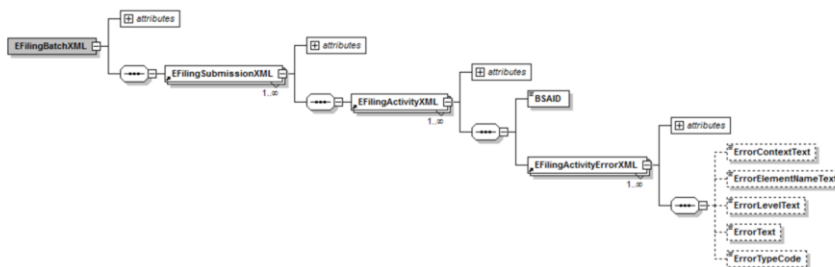 attributes
EFilingBatchXML
attributes
EFilingSubmissionXML
1..∞
attributes
EFilingActivityXML
1..∞
BSAID
attributes
EFilingActivityErrorXML
1..∞
ErrorContextText
ErrorElementNameText
ErrorLevelText
ErrorText
ErrorTypeCode